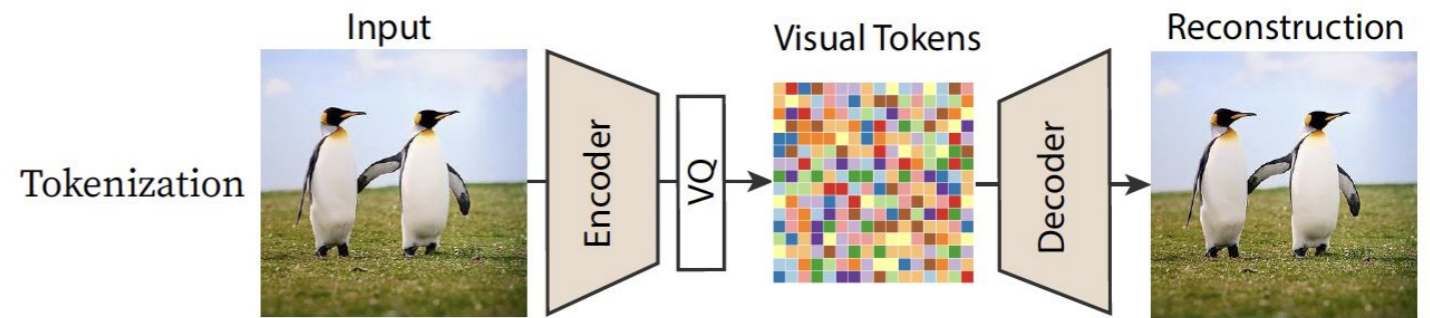 Input
Visual Tokens
Reconstruction
Tokenization
Encoder
VQ
Decoder